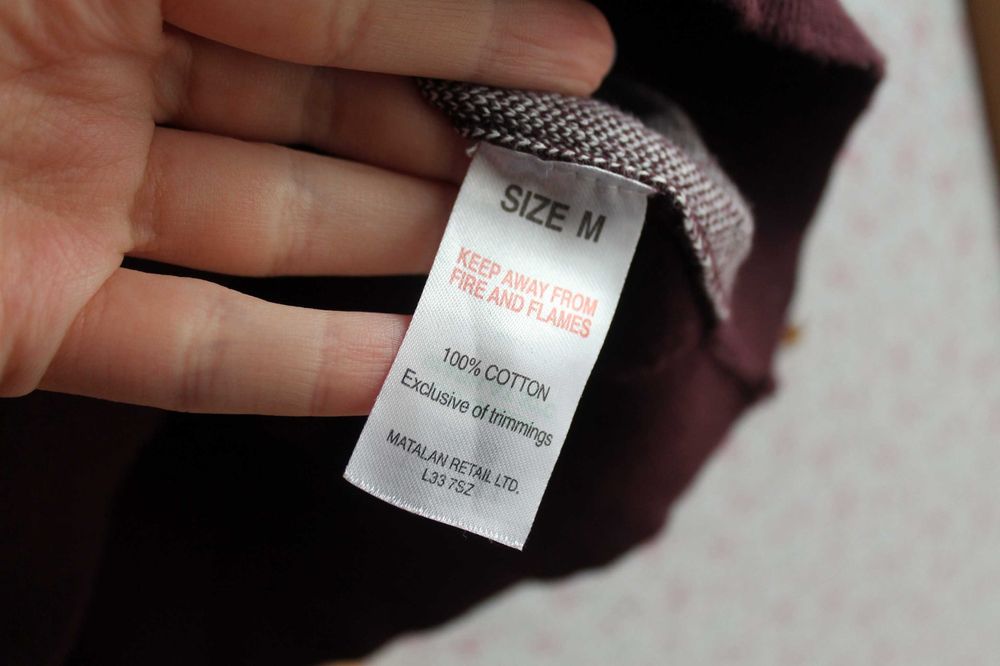 SIZE M
KEEP AWAY FROM
FIRE AND FLAMES
100% COTTON
Exclusive of trimmings
MATALAN RETAIL LTD.
L33 7SZ